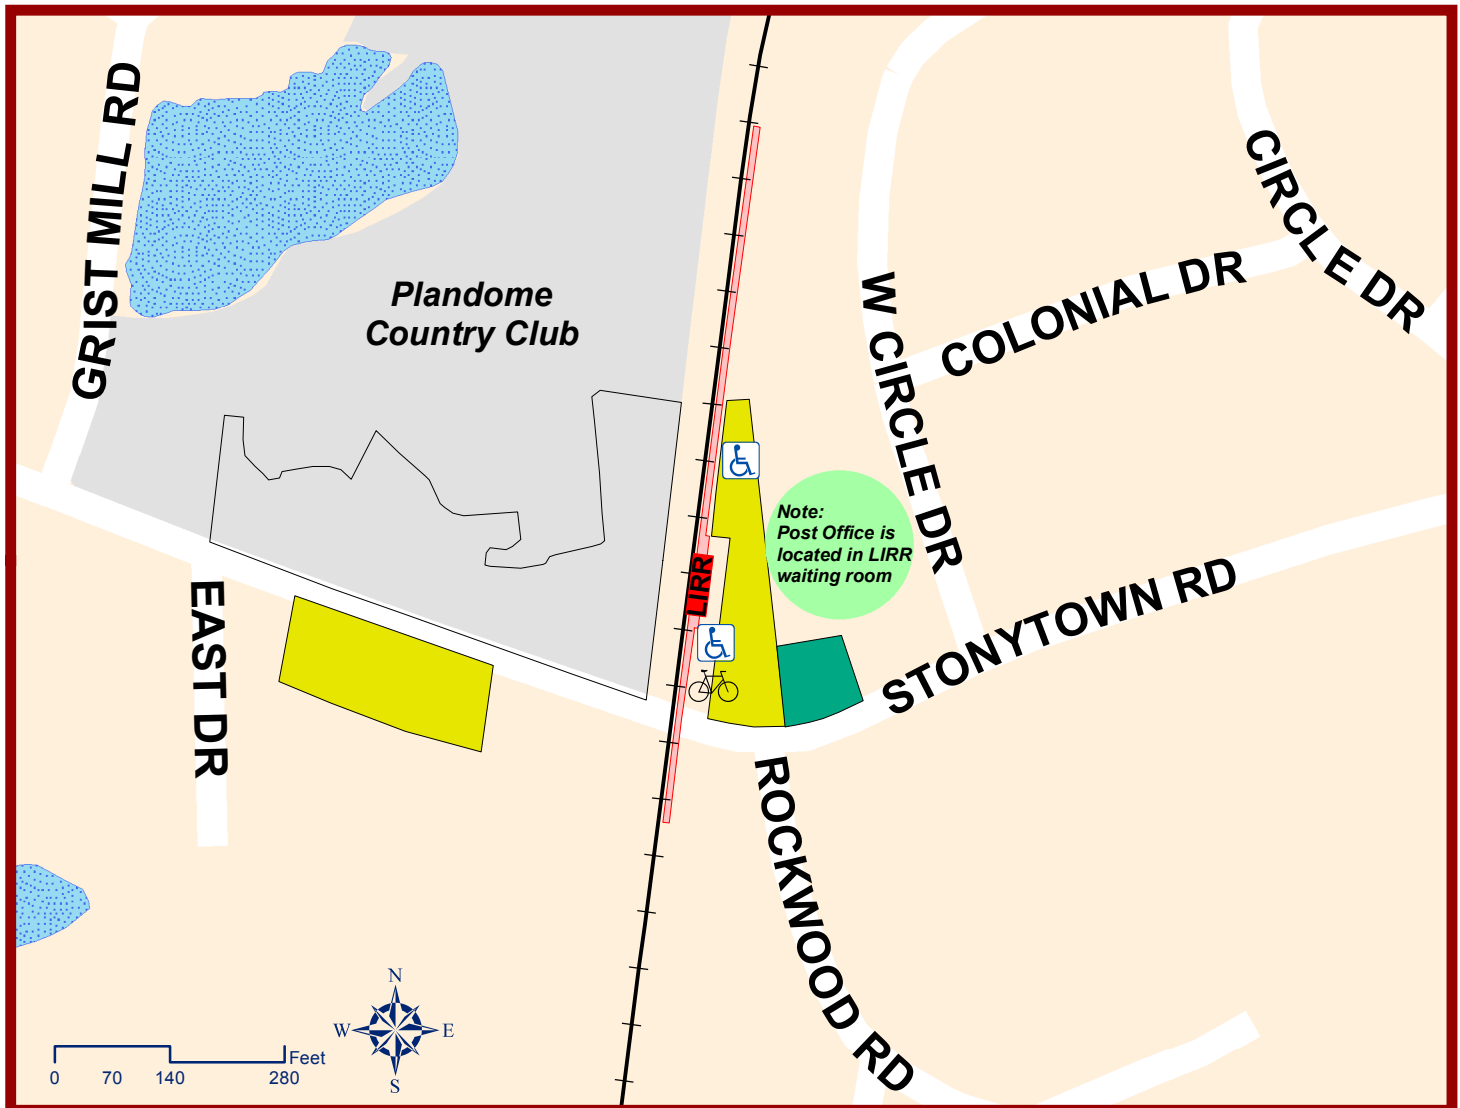 GRIST MILL RD
CIRCLE DR
W CIRCLE DR
COLONIAL DR
Plandome
Country Club
Note:
Post Office is
located in LIRR
waiting room
LIRR
STONYTOWN RD
EAST DR
ROCKWOOD RD
N
W E
S
Feet
0 70 140 280